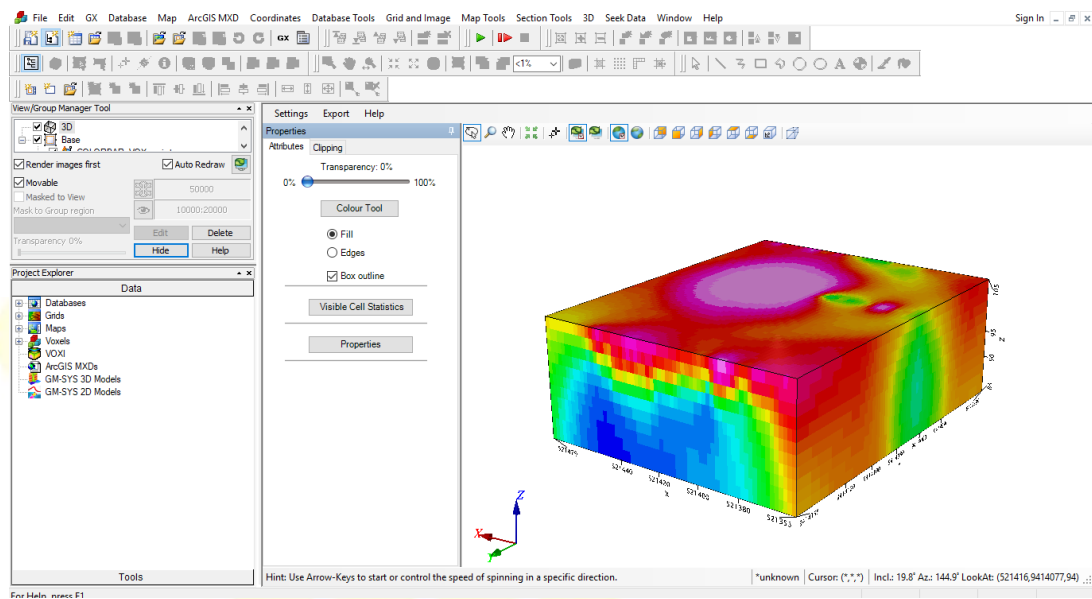 File Edit GX Database Map ArcGIS MXD Coordinates Database Tools Grid and Image Map Tools Section Tools 3D Seek Data Window Help Sign In
GX
<1%
A
View/Group Manager Tool
3D
Base
Render images first Auto Redraw
Movable 50000
Masked to View
Mask to Group region 10000:20000
Edit Delete
Transparency 0%
Hide Help
Project Explorer
Data
Databases
Grids
Maps
Voxels
VOXI
ArcGIS MXDs
GM-SYS 3D Models
GM-SYS 2D Models
Tools
Settings Export Help
Properties
Attributes Clipping
Transparency: 0%
0% 100%
Colour Tool
Fill
Edges
Box outline
Visible Cell Statistics
Properties
105
95
Z
521440
521420
X
521400
521380
Z
X
Y
Hint: Use Arrow-Keys to start or control the speed of spinning in a specific direction. *unknown Cursor: (*,*,*) Incl.: 19.8° Az.: 144.9° LookAt: (521416,9414077,94)
For Help, press F1